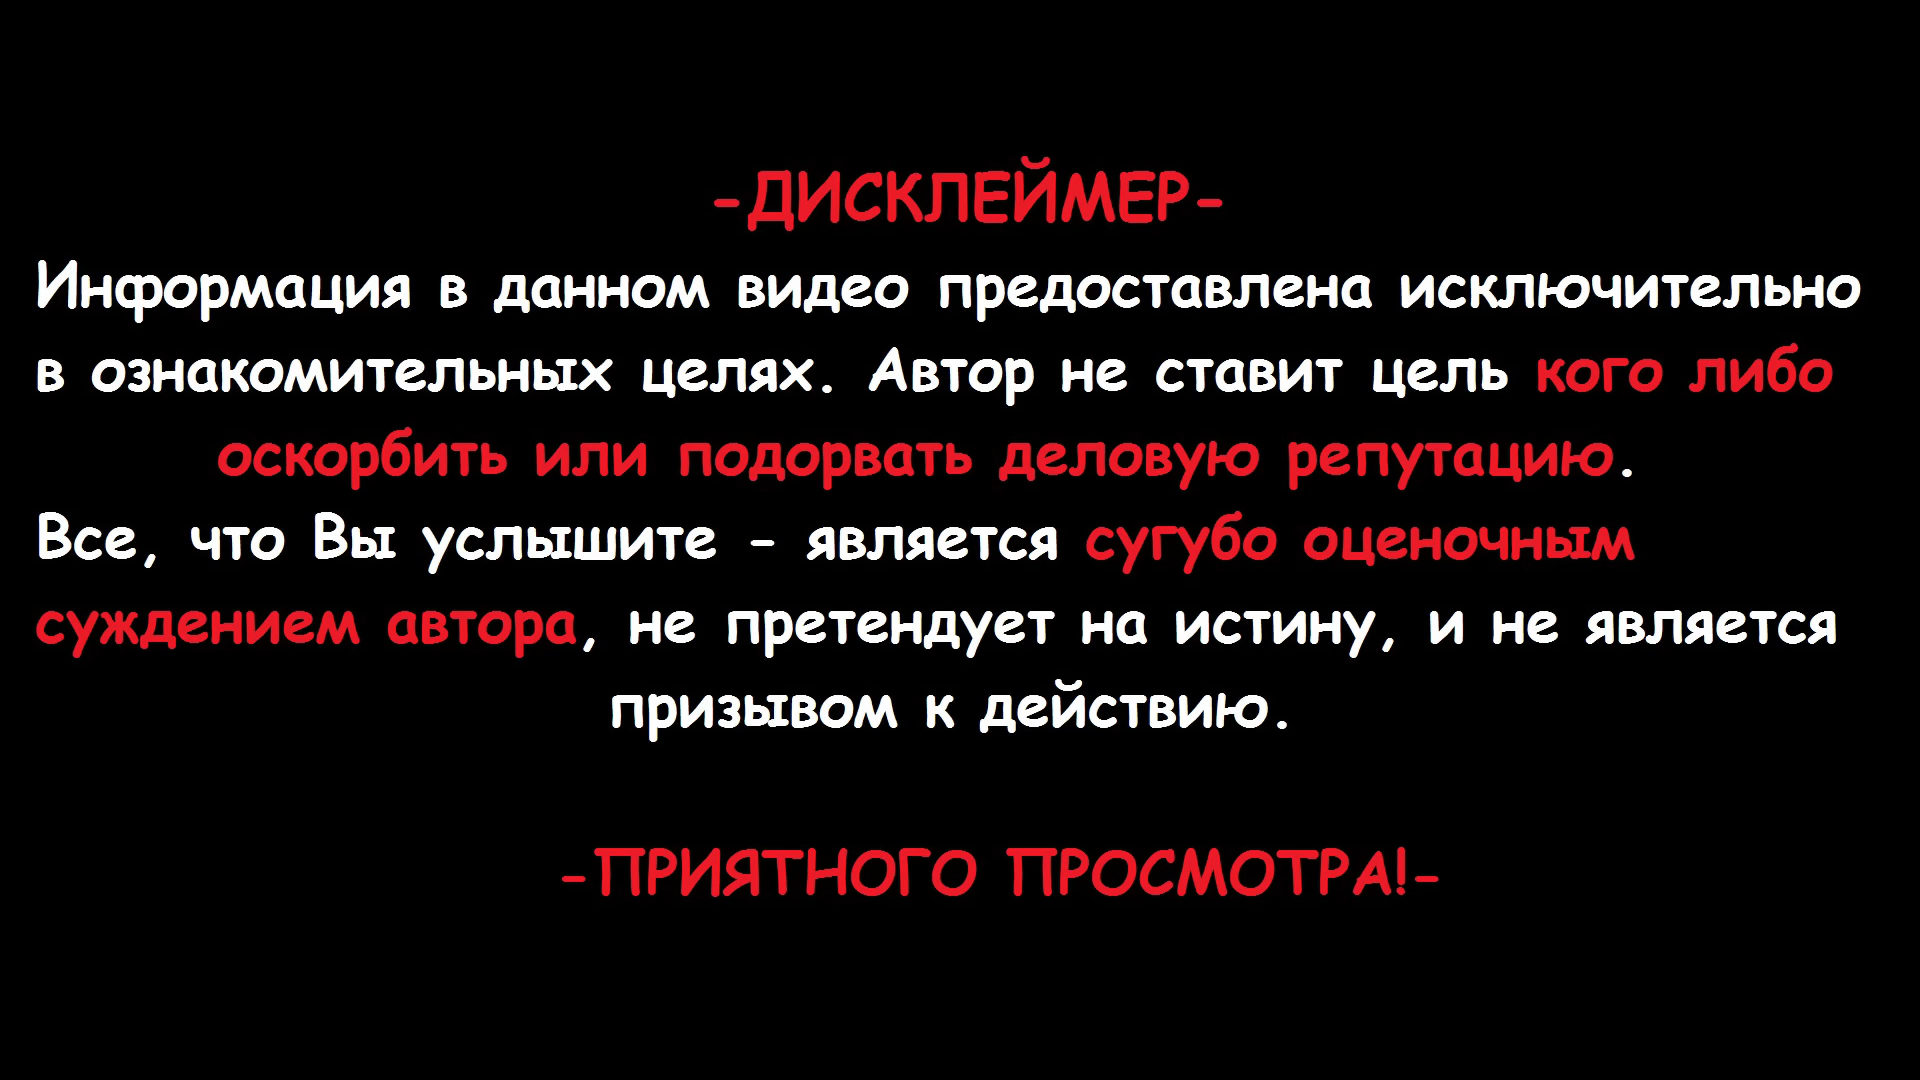 -ДИСКЛЕЙМЕР-
Информация в данном видео предоставлена исключительно
в ознакомительных целях. Автор не ставит цель кого либо
оскорбить или подорвать деловую репутацию.
Все, что Вы услышите - является сугубо оценочным
суждением автора, не претендует на истину, и не является
призывом к действию.
-ПРИЯТНОГО ПРОСМОТРА!-